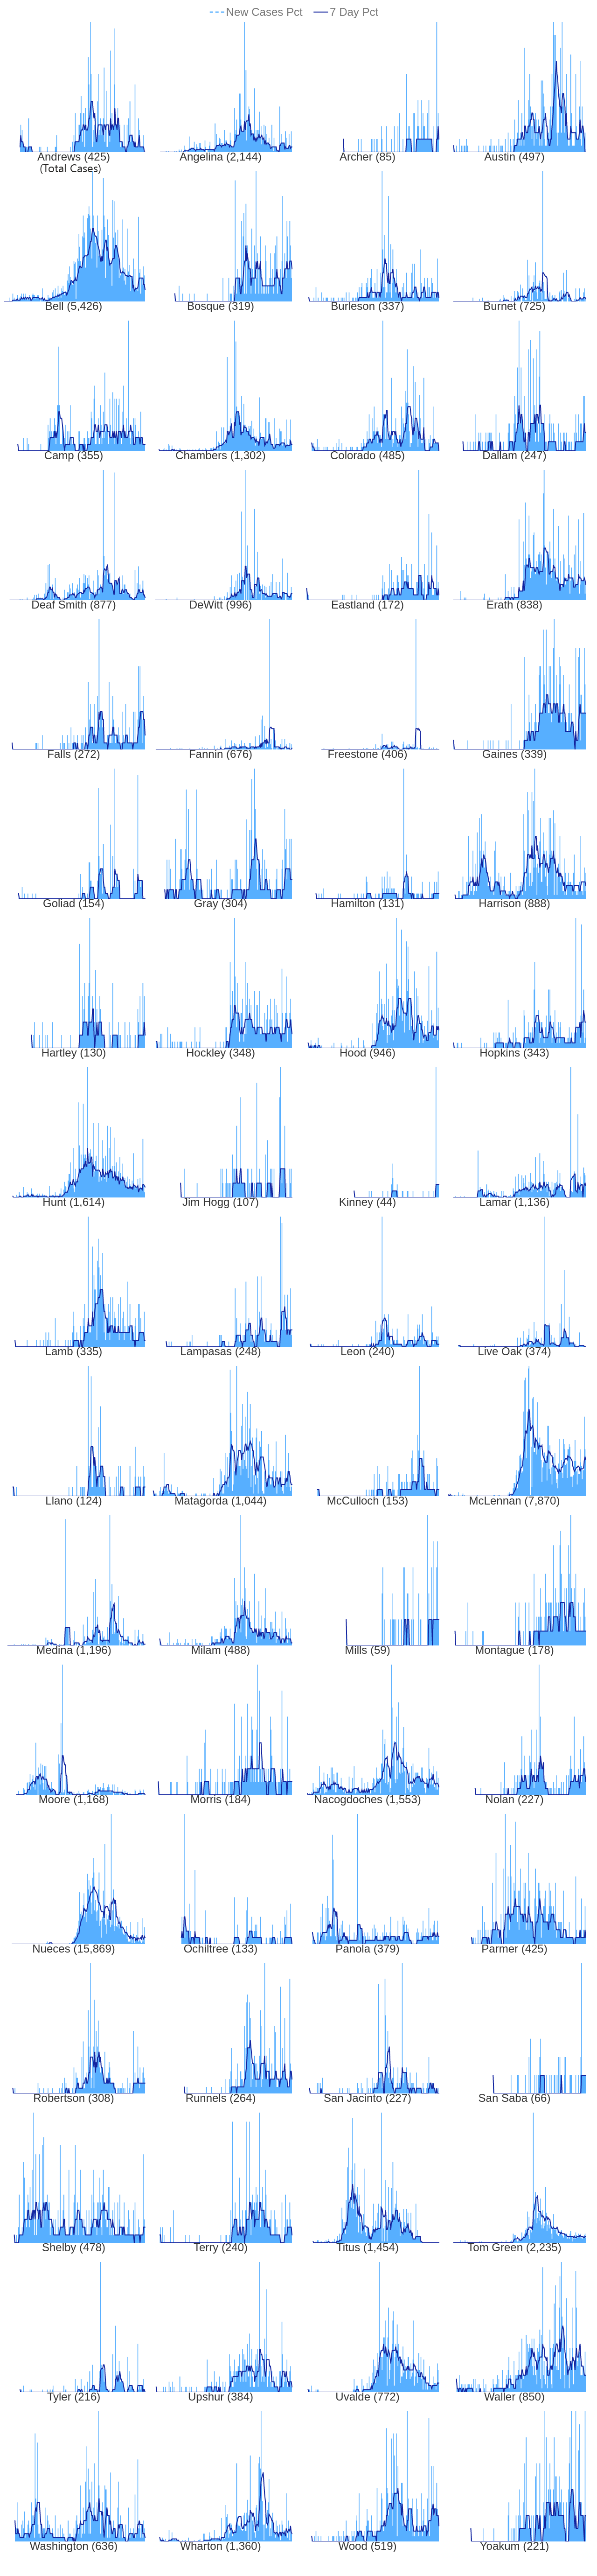 New Cases Pct 7 Day Pct
Andrews (425) Angelina (2,144) Archer (85) Austin (497)
(Total Cases)
Bell (5,426) Bosque (319) Burleson (337) Burnet (725)
Camp (355) Chambers (1,302) Colorado (485) Dallam (247)
Deaf Smith (877) DeWitt (996) Eastland (172) Erath (838)
Falls (272) Fannin (676) Freestone (406) Gaines (339)
Goliad (154) Gray (304) Hamilton (131) Harrison (888)
Hartley (130) Hockley (348) Hood (946) Hopkins (343)
Hunt (1,614) Jim Hogg (107) Kinney (44) Lamar (1,136)
Lamb (335) Lampasas (248) Leon (240) Live Oak (374)
Llano (124) Matagorda (1,044) McCulloch (153) McLennan (7,870)
Medina (1,196) Milam (488) Mills (59) Montague (178)
Moore (1,168) Morris (184) Nacogdoches (1,553) Nolan (227)
Nueces (15,869) Ochiltree (133) Panola (379) Parmer (425)
Robertson (308) Runnels (264) San Jacinto (227) San Saba (66)
Shelby (478) Terry (240) Titus (1,454) Tom Green (2,235)
Tyler (216) Upshur (384) Uvalde (772) Waller (850)
Washington (636) Wharton (1,360) Wood (519) Yoakum (221)